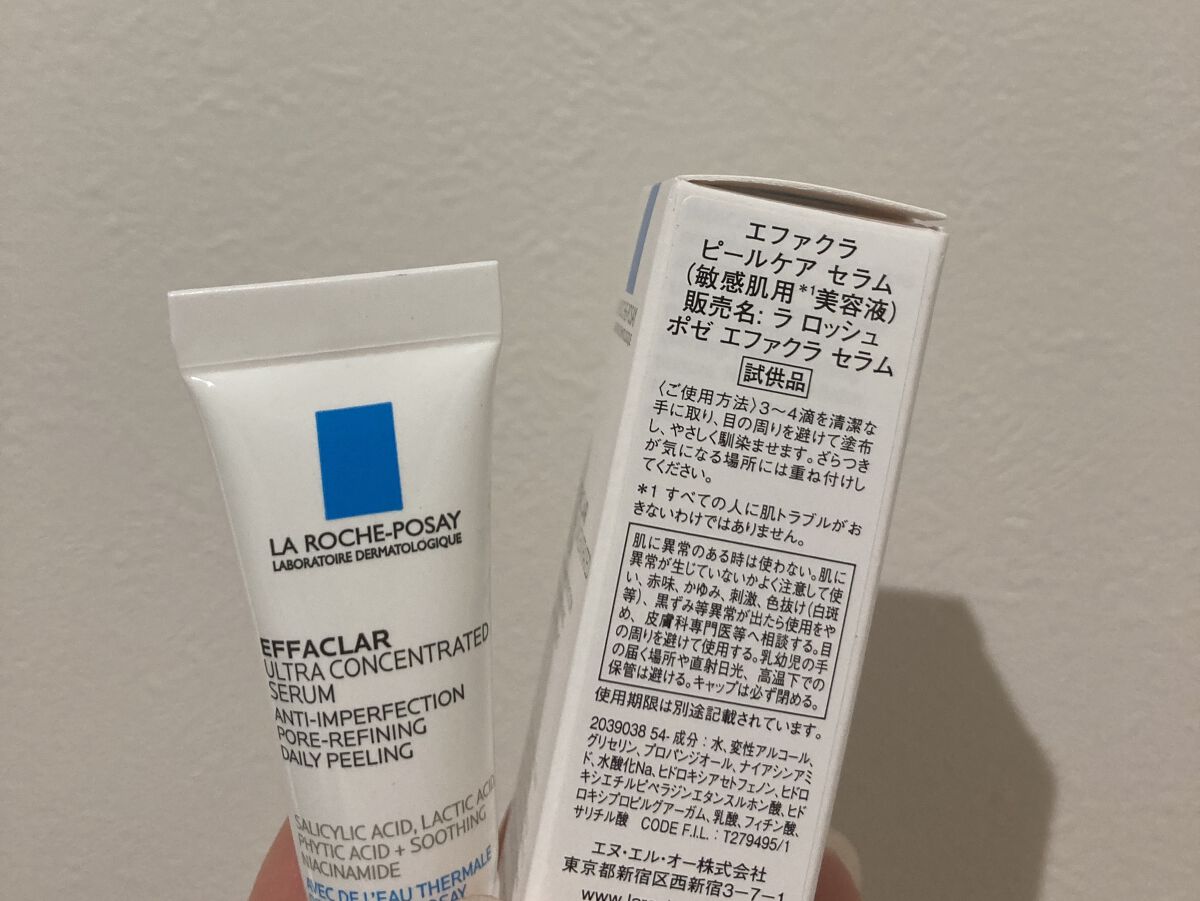 LA ROCHE-POSAY
LABORATOIRE DERMATOLOGIQUE
EFFACLAR
ULTRA CONCENTRATED
SERUM
ANTI-IMPERFECTION
PORE-REFINING
DAILY PEELING
SALICYLIC ACID, LACTIC ACID
PHYTIC ACID + SOOTHING
NIACINAMIDE
AVEC DE L'EAU THERMALE
エファクラ
ピールケア セラム
(敏感肌用*1美容液)
販売名: ラ ロッシュ
ポゼ エファクラ セラム
試供品
〈ご使用方法〉3〜4滴を清潔な
手に取り、目の周りを避けて塗布
し、やさしく馴染ませます。ざらつき
が気になる場所には重ね付けし
てください。
*1 すべての人に肌トラブルがお
きないわけではありません。
肌に異常のある時は使わない。肌に
異常が生じていないかよく注意して使
い、赤味、かゆみ、刺激、色抜け(白斑
等)、黒ずみ等異常が出たら使用をや
め、皮膚科専門医等へ相談する。目
の周りを避けて使用する。乳幼児の手
の届く場所や直射日光、高温下での
保管は避ける。キャップは必ず閉める。
使用期限は別途記載されています。
2039038 54- 成分 : 水、変性アルコール、
グリセリン、プロパンジオール、ナイアシンアミ
ド、水酸化Na、ヒドロキシアセトフェノン、ヒドロ
キシエチルピペラジンエタンスルホン酸、ヒド
ロキシプロピルグアーガム、乳酸、フィチン酸、
サリチル酸 CODE F.I.L. : T279495/1
エヌ・エル・オー株式会社
東京都新宿区西新宿3-7-1